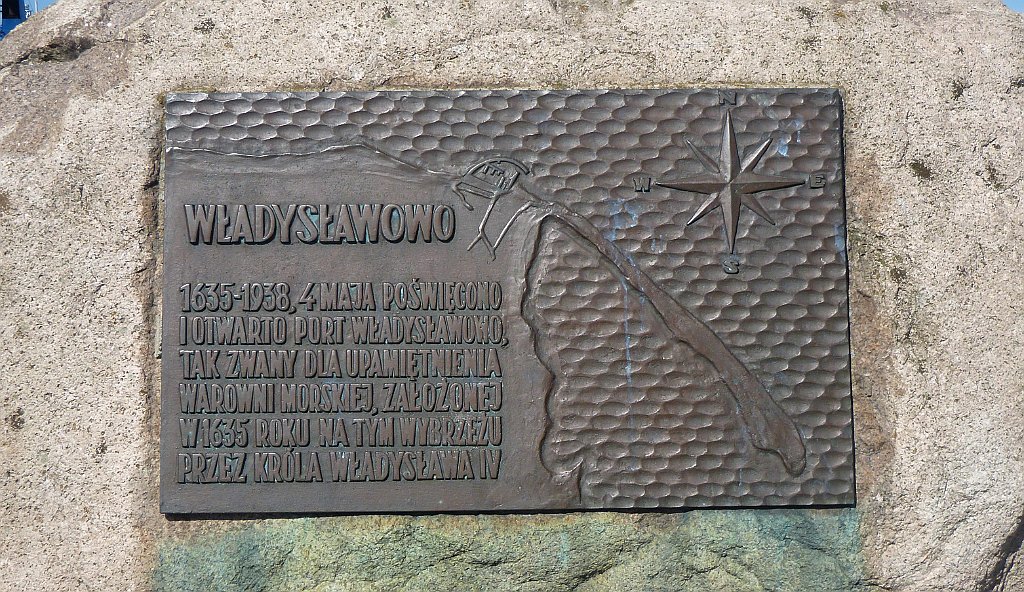 N
W E
S
WŁADYSŁAWOWO
1635-1938, 4 MAJA POŚWIĘCONO
I OTWARTO PORT WŁADYSŁAWOWO,
TAK ZWANY DLA UPAMIĘTNIENIA
WAROWNI MORSKIEJ, ZAŁOŻONEJ
W 1635 ROKU NA TYM WYBRZEŻU
PRZEZ KRÓLA WŁADYSŁAWA IV